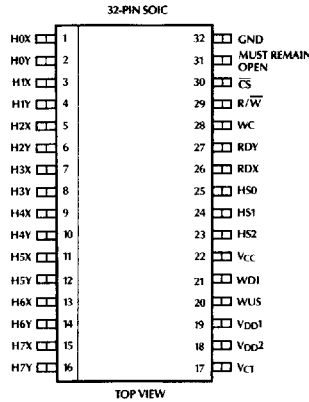 32-PIN SOIC
H0X 1 32 GND
H0Y 2 31 MUST REMAIN OPEN
H1X 3 30 C̅S̅
H1Y 4 29 R/W̅
H2X 5 28 WC
H2Y 6 27 RDY
H3X 7 26 RDX
H3Y 8 25 HS0
H4X 9 24 HS1
H4Y 10 23 HS2
H5X 11 22 VCC
H5Y 12 21 WDI
H6X 13 20 WUS
H6Y 14 19 VDD1
H7X 15 18 VDD2
H7Y 16 17 VCT
TOP VIEW